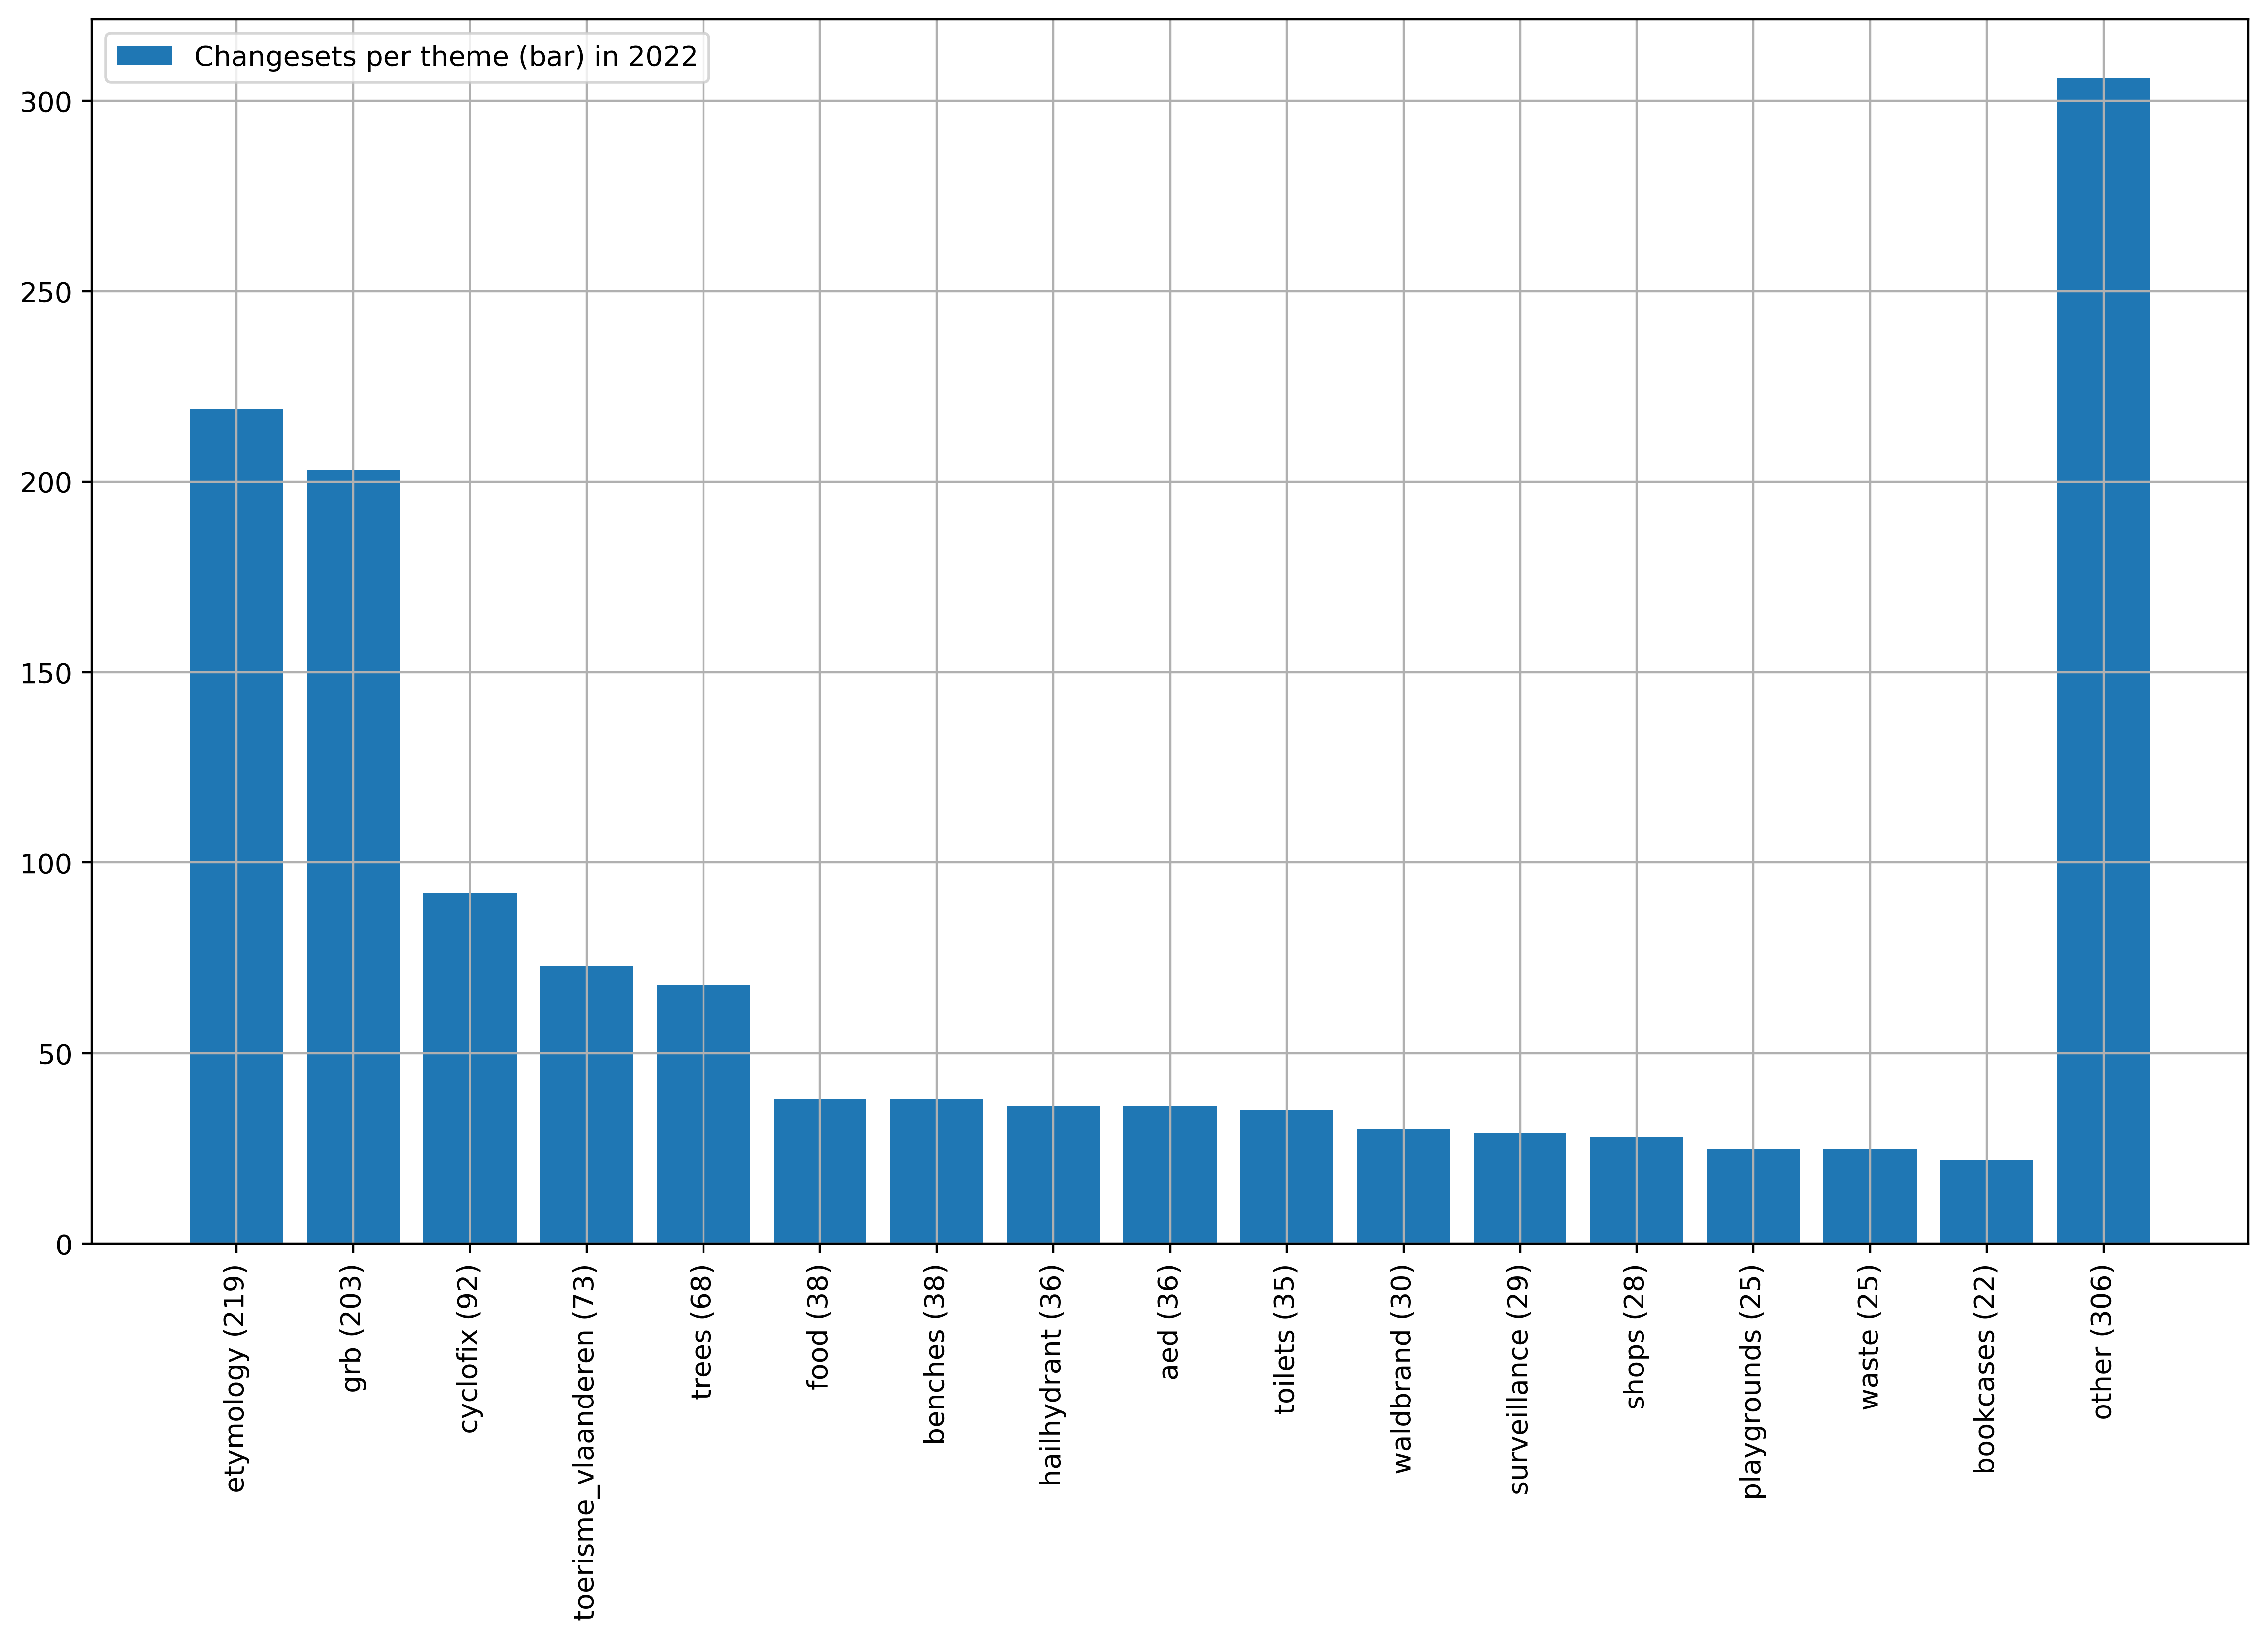 Changesets per theme (bar) in 2022
300
250
200
150
100
50
0
etymology (219)
grb (203)
cyclofix (92)
toerisme_vlaanderen (73)
trees (68)
food (38)
benches (38)
hailhydrant (36)
aed (36)
toilets (35)
waldbrand (30)
surveillance (29)
shops (28)
playgrounds (25)
waste (25)
bookcases (22)
other (306)